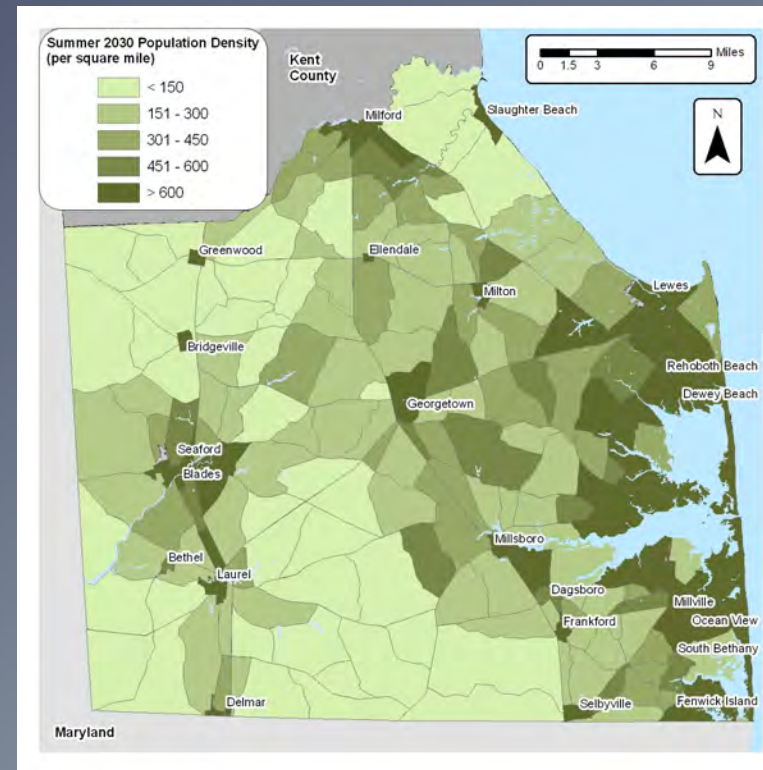 Summer 2030 Population Density
(per square mile)
< 150
151 - 300
301 - 450
451 - 600
> 600
Kent
County
Miles
0 1.5 3 6 9
N
Milford
Slaughter Beach
Greenwood
Ellendale
Milton
Lewes
Bridgeville
Rehoboth Beach
Dewey Beach
Georgetown
Seaford
Blades
Millsboro
Bethel
Laurel
Dagsboro
Millville
Frankford
Ocean View
South Bethany
Delmar
Selbyville
Fenwick Island
Maryland